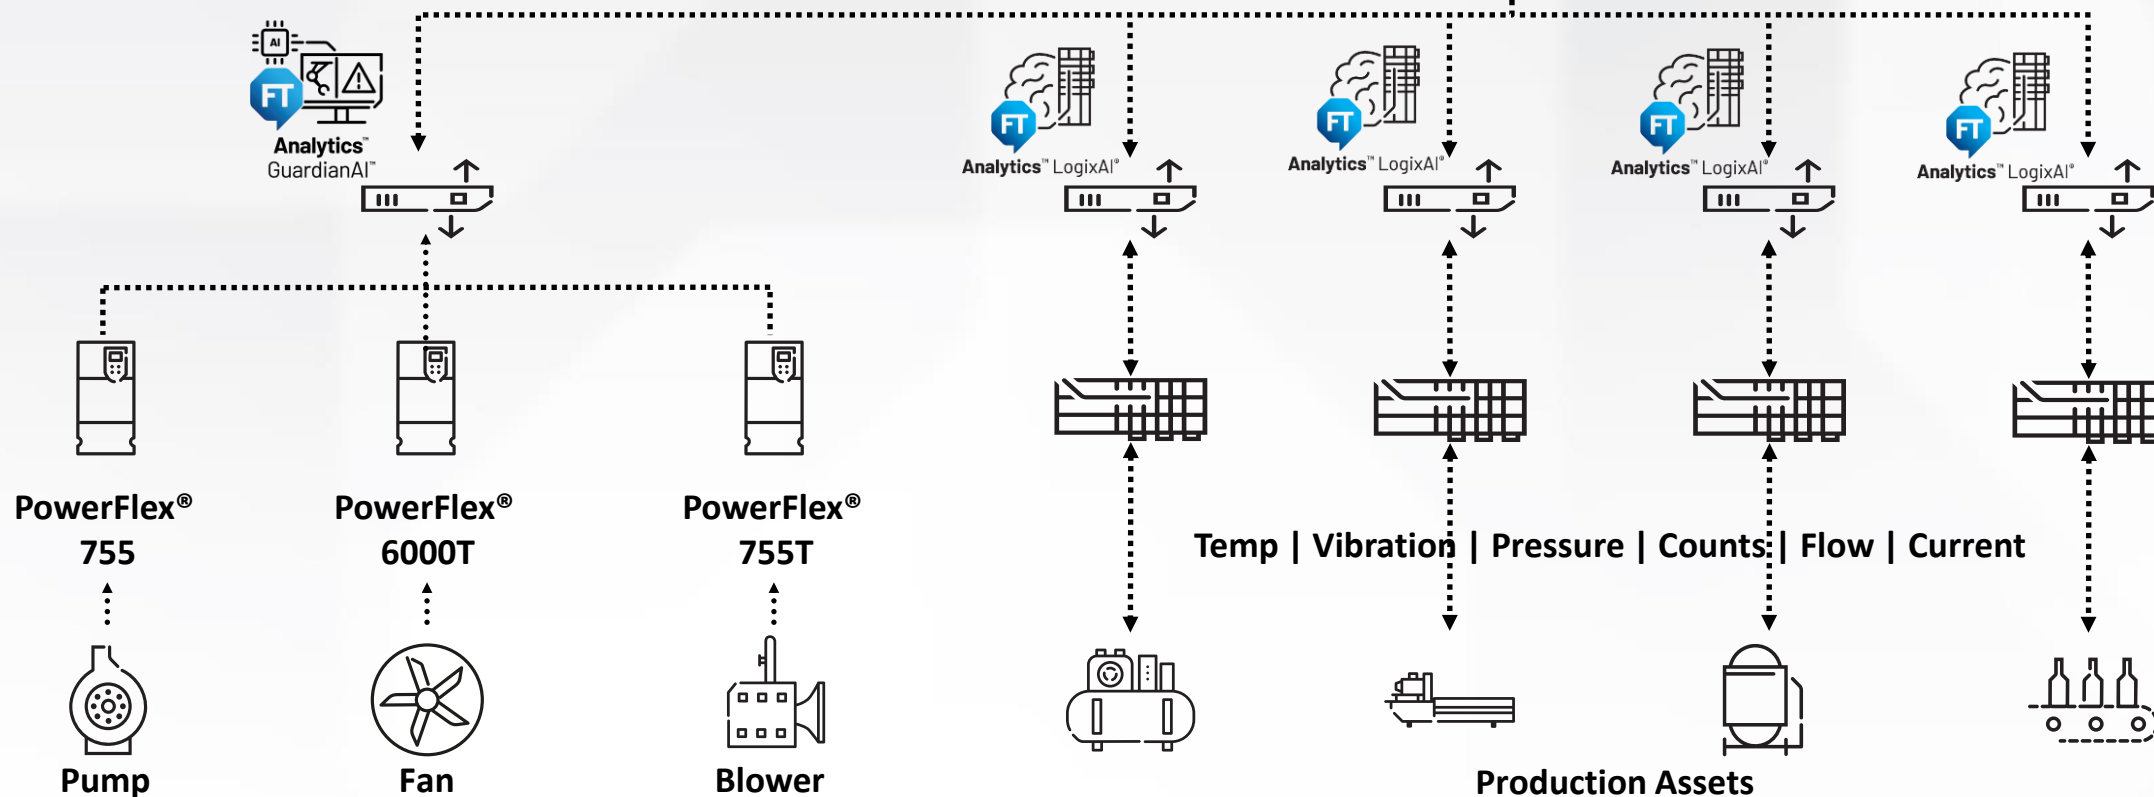 AI
FT
Analytics™
GuardianAI™
FT
Analytics™ LogixAI®
FT
Analytics™ LogixAI®
FT
Analytics™ LogixAI®
FT
Analytics™ LogixAI®
PowerFlex®
755
PowerFlex®
6000T
PowerFlex®
755T
Temp | Vibration | Pressure | Counts | Flow | Current
Pump
Fan
Blower
Production Assets